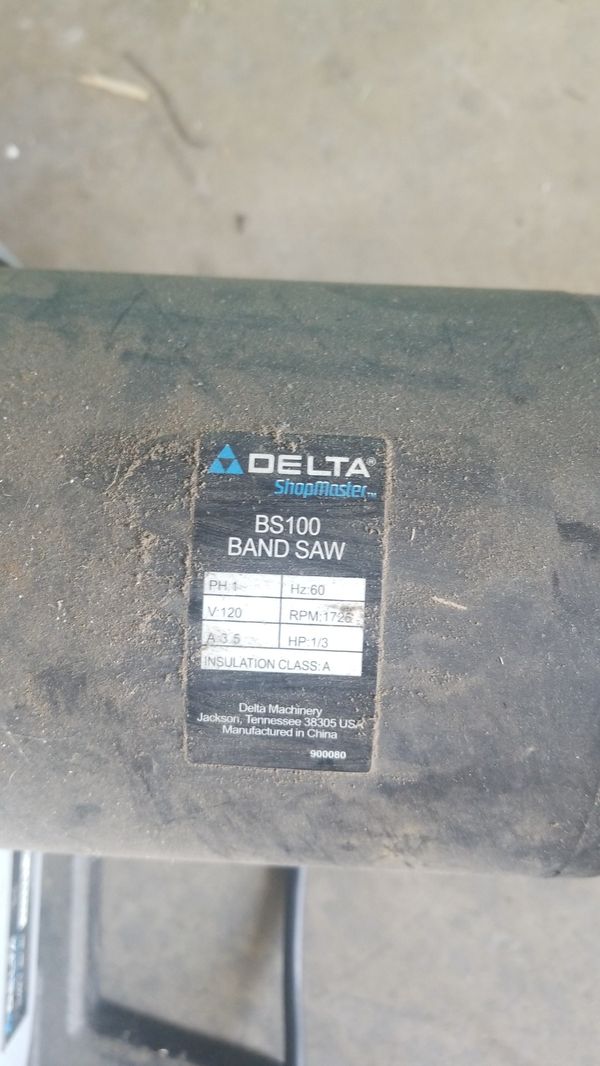 DELTA®
ShopMaster™
BS100
BAND SAW
PH:1 Hz:60
V:120 RPM:1725
A:3.5 HP:1/3
INSULATION CLASS: A
Delta Machinery
Jackson, Tennessee 38305 USA
Manufactured in China
900080